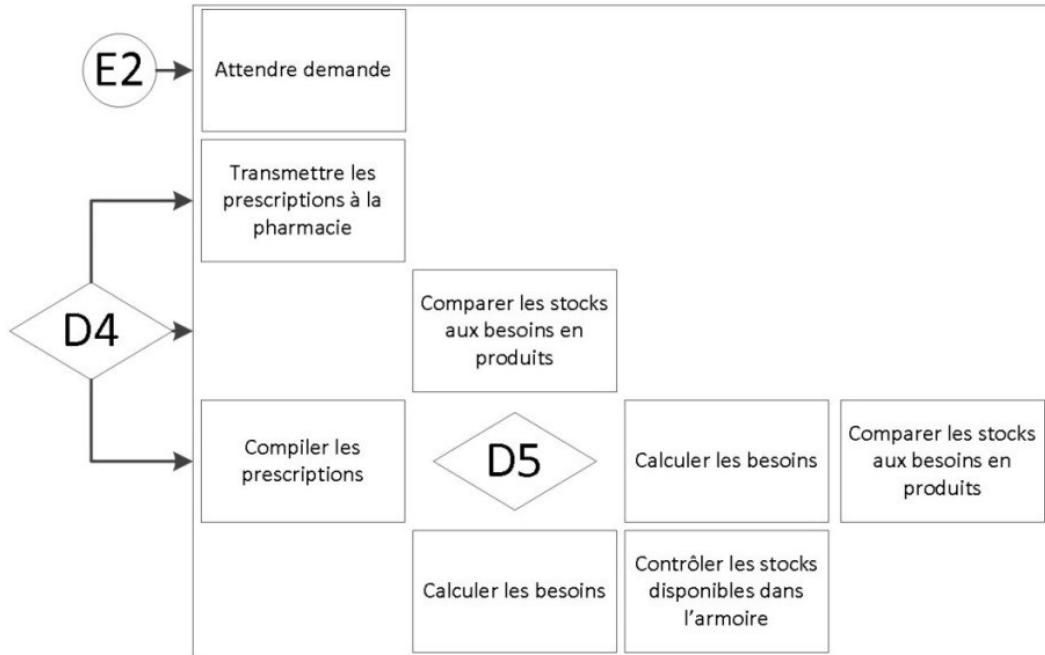 E2
Attendre demande
Transmettre les
prescriptions à la
pharmacie
D4
Comparer les stocks
aux besoins en
produits
Compiler les
prescriptions
D5
Calculer les besoins
Comparer les stocks
aux besoins en
produits
Calculer les besoins
Contrôler les stocks
disponibles dans
l'armoire